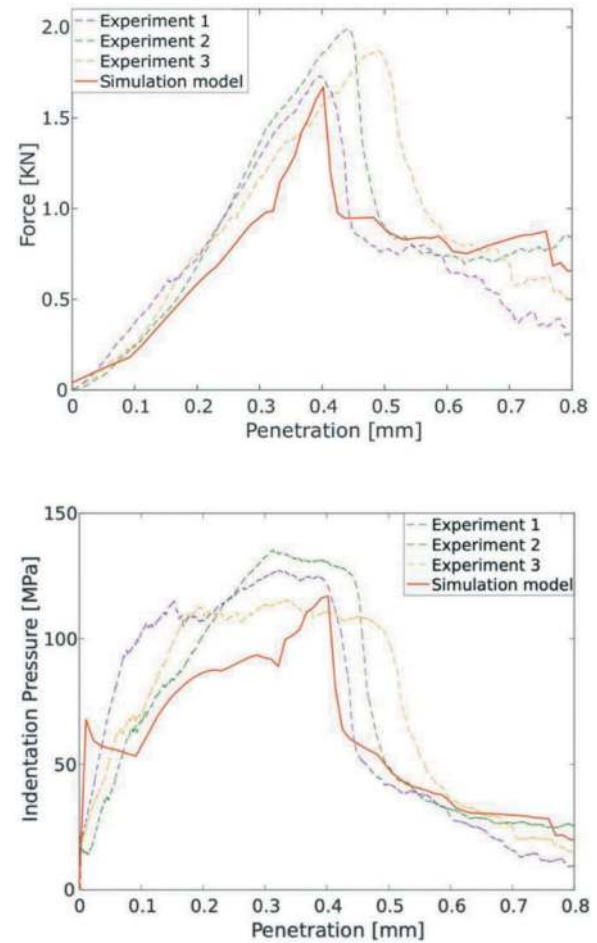 Experiment 1
Experiment 2
Experiment 3
Simulation model
Force [KN]
2.0
1.5
1.0
0.5
0
0 0.1 0.2 0.3 0.4 0.5 0.6 0.7 0.8
Penetration [mm]
Experiment 1
Experiment 2
Experiment 3
Simulation model
Indentation Pressure [MPa]
150
100
50
0
0 0.1 0.2 0.3 0.4 0.5 0.6 0.7 0.8
Penetration [mm]